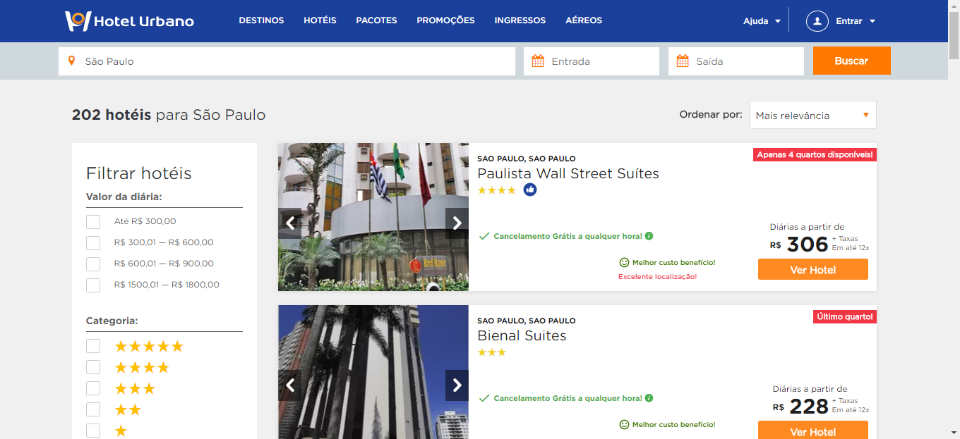 Hotel Urbano
DESTINOS HOTÉIS PACOTES PROMOÇÕES INGRESSOS AÉREOS
Ajuda Entrar
São Paulo Entrada Saída Buscar
202 hotéis para São Paulo
Ordenar por: Mais relevância
Filtrar hotéis
Valor da diária:
Até R$ 300,00
R$ 300,01 — R$ 600,00
R$ 600,01 — R$ 900,00
R$ 1500,01 — R$ 1800,00
Categoria:
SAO PAULO, SAO PAULO
Apenas 4 quartos disponíveis!
Paulista Wall Street Suítes
Cancelamento Grátis a qualquer hora!
Melhor custo benefício!
Excelente localização!
Diárias a partir de
R$ 306 + Taxas
Em até 12x
Ver Hotel
SAO PAULO, SAO PAULO
Último quarto!
Bienal Suites
Cancelamento Grátis a qualquer hora!
Melhor custo benefício!
Diárias a partir de
R$ 228 + Taxas
Em até 12x
Ver Hotel